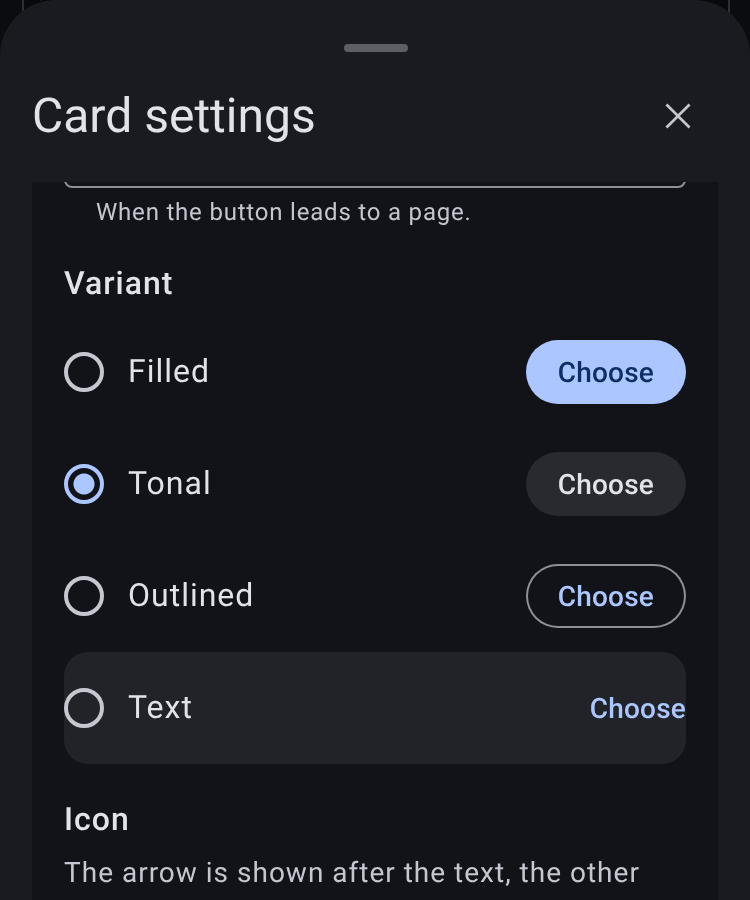 Card settings
When the button leads to a page.
Variant
Filled Choose
Tonal Choose
Outlined Choose
Text Choose
Icon
The arrow is shown after the text, the other